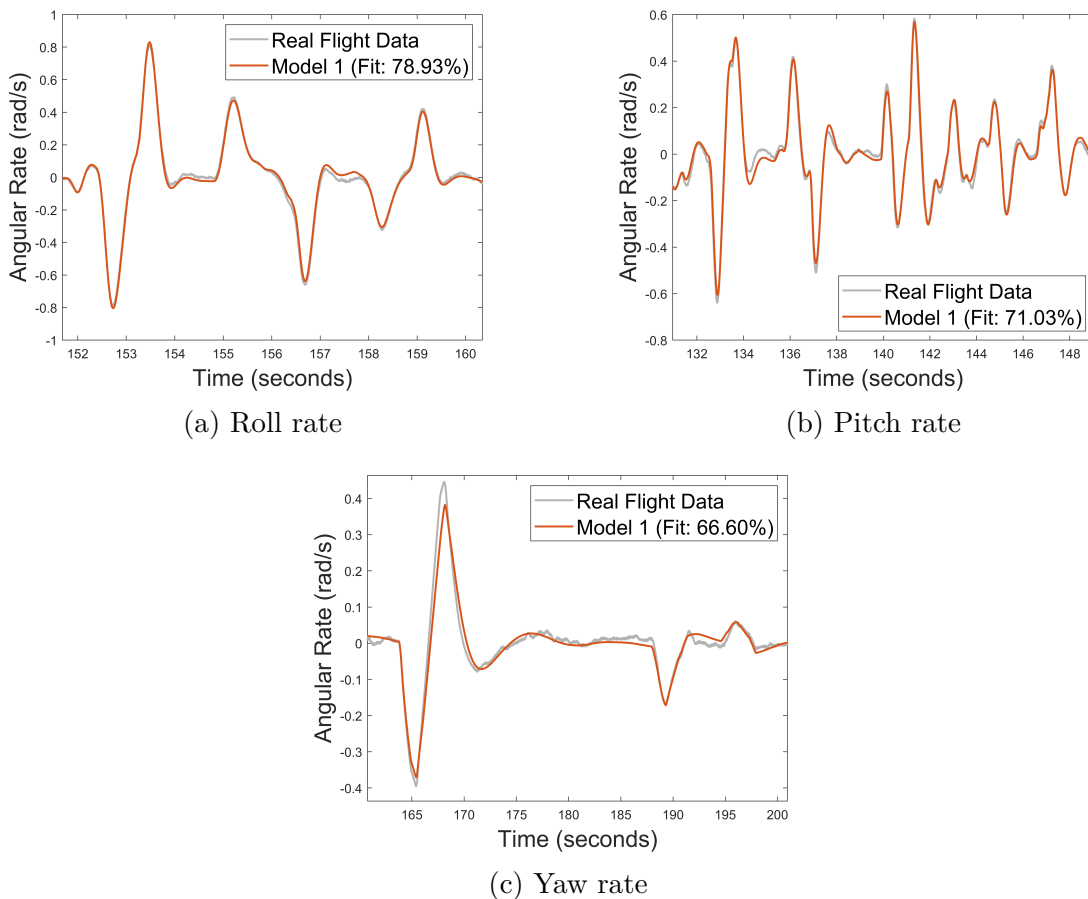 Real Flight Data
Model 1 (Fit: 78.93%)
Angular Rate (rad/s)
1
0.8
0.6
0.4
0.2
0
-0.2
-0.4
-0.6
-0.8
-1
152 153 154 155 156 157 158 159 160
Time (seconds)
(a) Roll rate
Real Flight Data
Model 1 (Fit: 71.03%)
Angular Rate (rad/s)
0.6
0.4
0.2
0
-0.2
-0.4
-0.6
-0.8
132 134 136 138 140 142 144 146 148
Time (seconds)
(b) Pitch rate
Real Flight Data
Model 1 (Fit: 66.60%)
Angular Rate (rad/s)
0.4
0.3
0.2
0.1
0
-0.1
-0.2
-0.3
-0.4
165 170 175 180 185 190 195 200
Time (seconds)
(c) Yaw rate